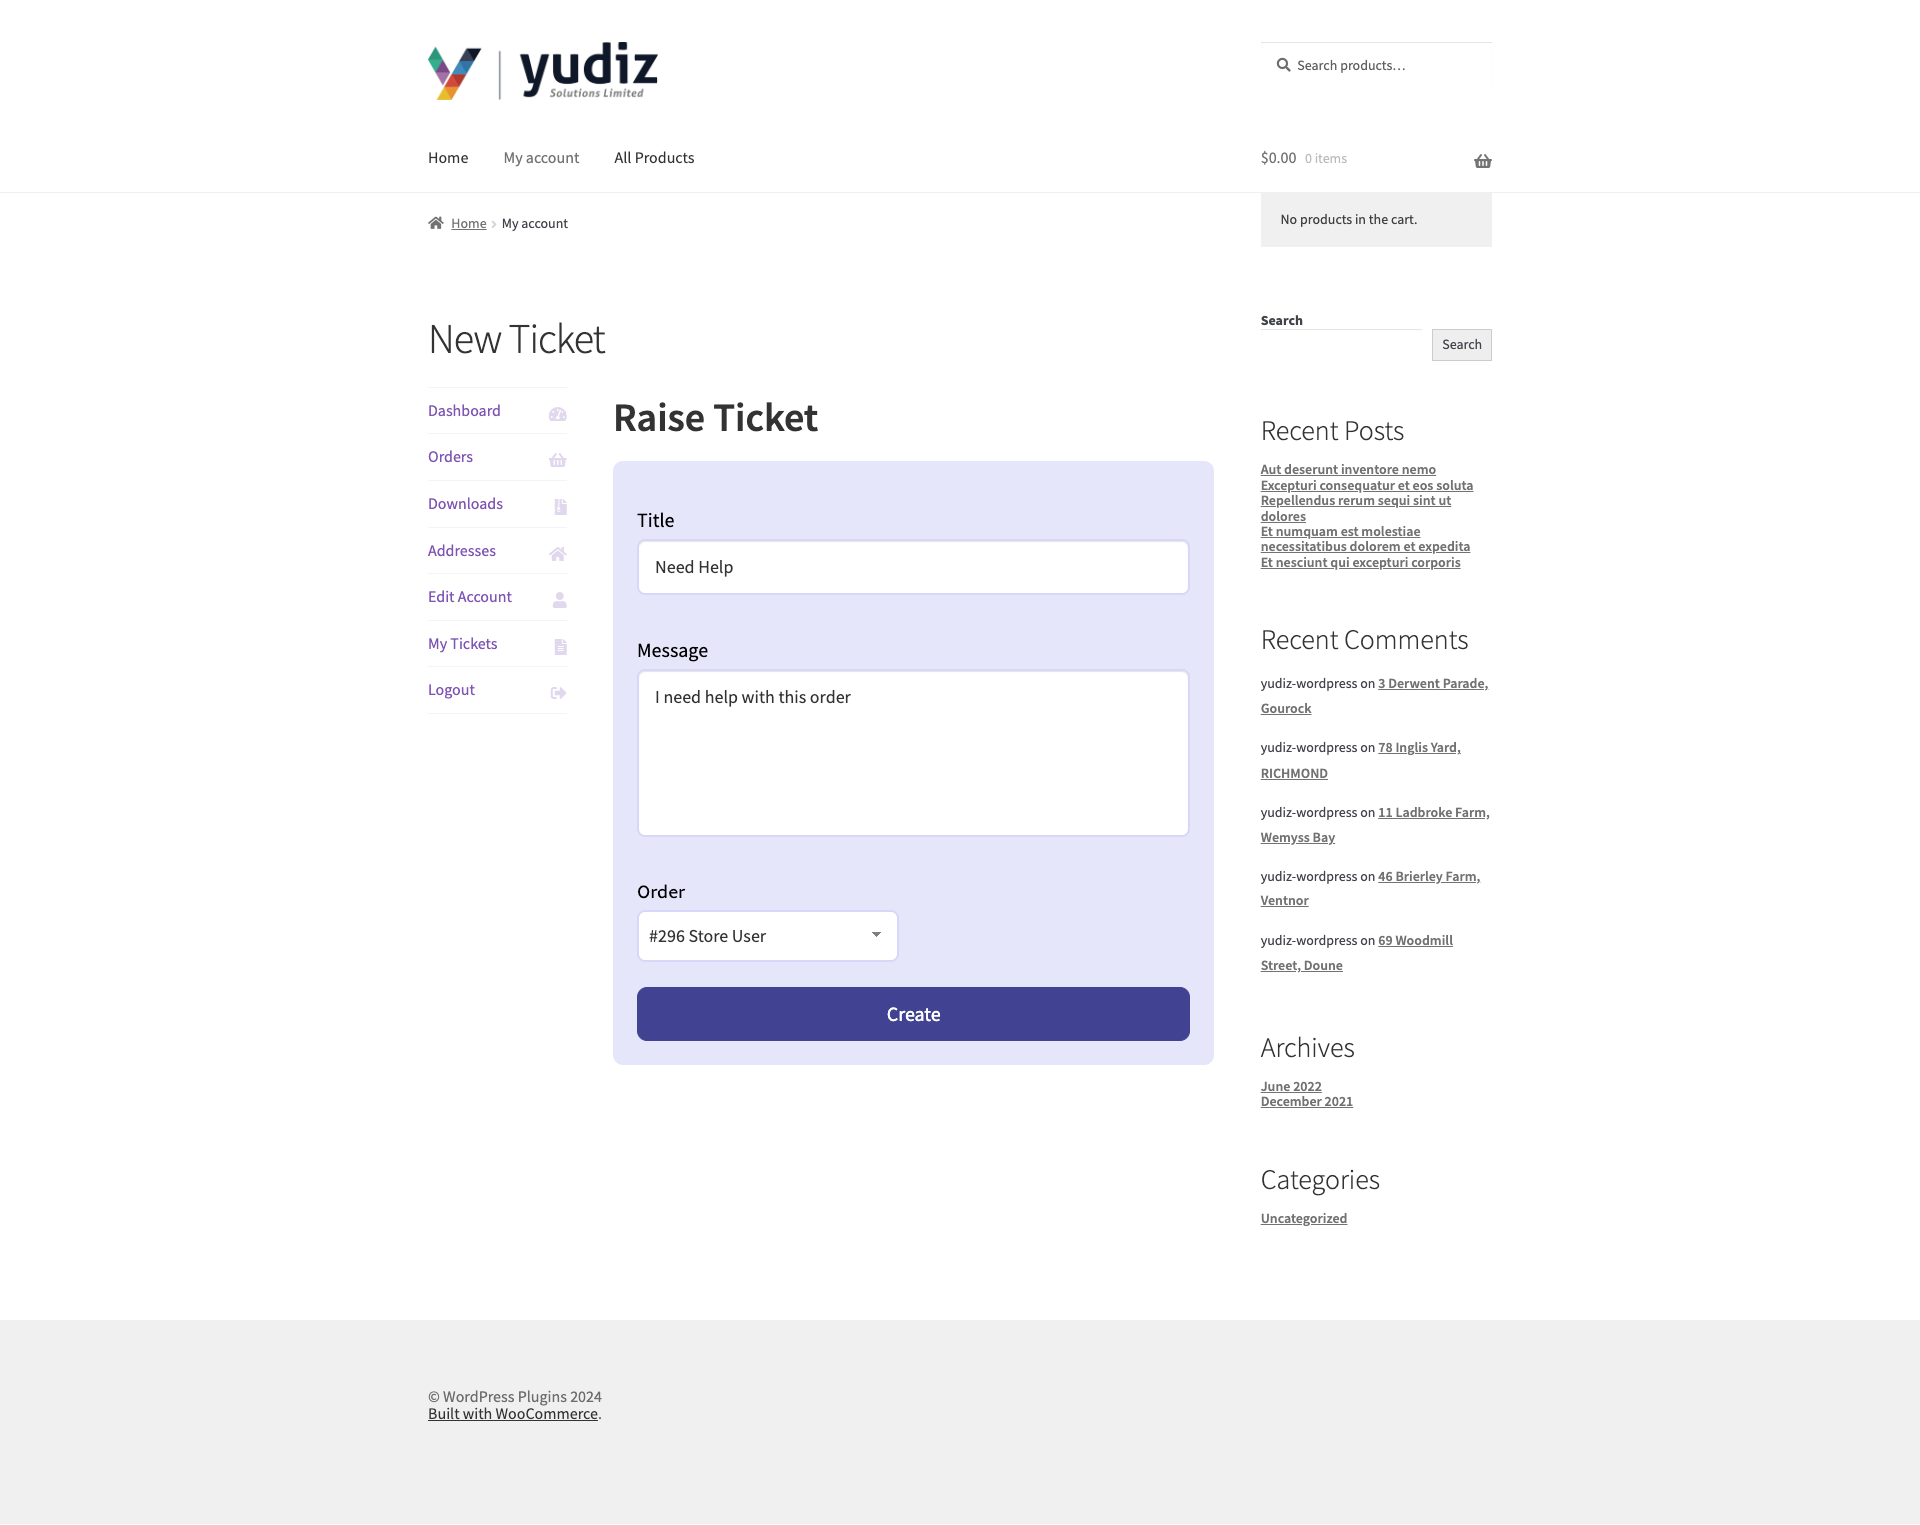 yudiz
Solutions Limited
Search products…
Home
My account
All Products
$0.00 0 items
Home
My account
No products in the cart.
New Ticket
Dashboard
Orders
Downloads
Addresses
Edit Account
My Tickets
Logout
Raise Ticket
Title
Need Help
Message
I need help with this order
Order
#296 Store User
Create
Search
Search
Recent Posts
Aut deserunt inventore nemo
Excepturi consequatur et eos soluta
Repellendus rerum sequi sint ut
dolores
Et numquam est molestiae
necessitatibus dolorem et expedita
Et nesciunt qui excepturi corporis
Recent Comments
yudiz-wordpress on 3 Derwent Parade,
Gourock
yudiz-wordpress on 78 Inglis Yard,
RICHMOND
yudiz-wordpress on 11 Ladbroke Farm,
Wemyss Bay
yudiz-wordpress on 46 Brierley Farm,
Ventnor
yudiz-wordpress on 69 Woodmill
Street, Doune
Archives
June 2022
December 2021
Categories
Uncategorized
© WordPress Plugins 2024
Built with WooCommerce.